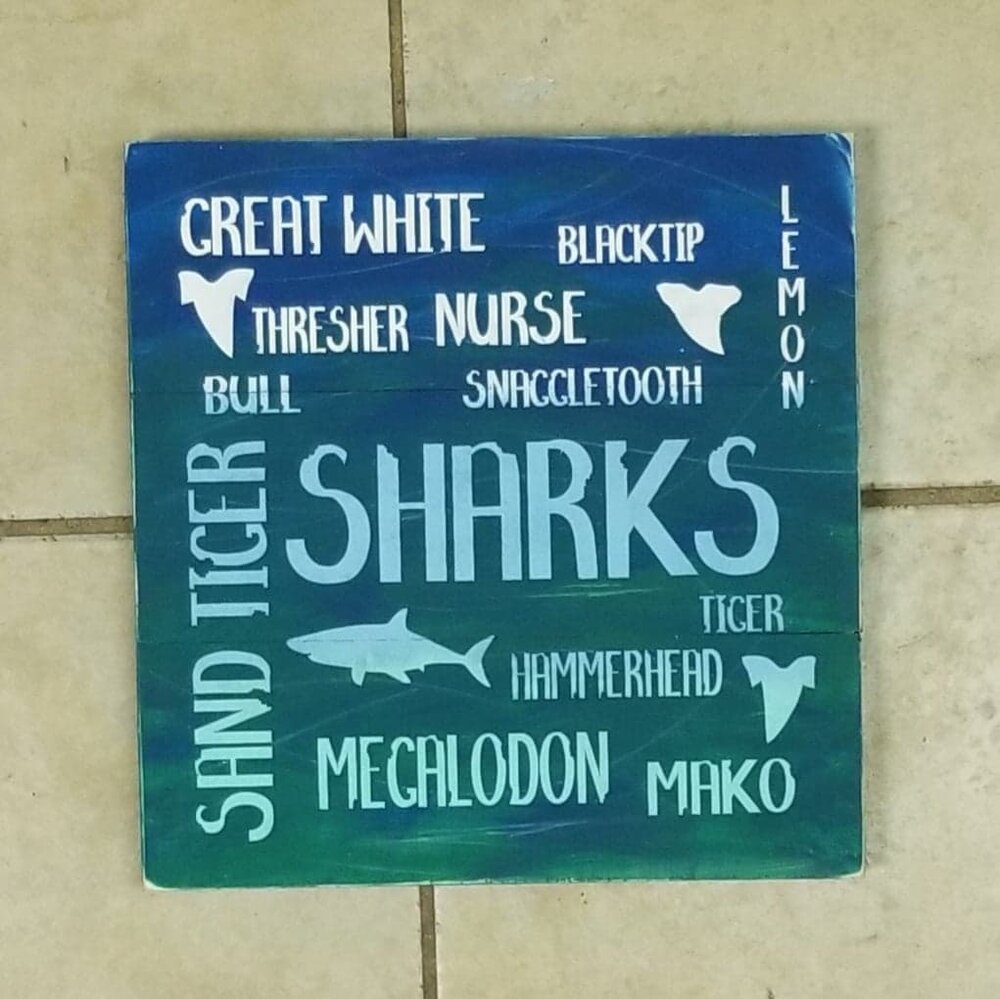 GREAT WHITE
BLACKTIP
LEMON
THRESHER NURSE
BULL
SNAGGLETOOTH
SAND TIGER
SHARKS
TIGER
HAMMERHEAD
MEGALODON
MAKO